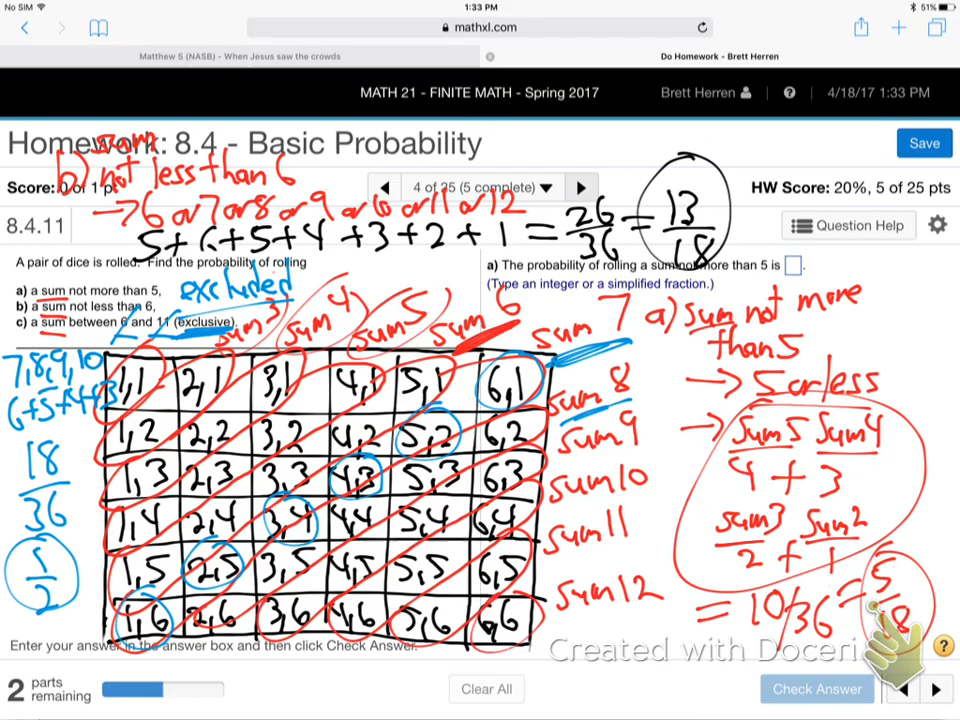 No SIM 1:33 PM 51%
mathxl.com
Matthew 5 (NASB) - When Jesus saw the crowds Do Homework - Brett Herren
MATH 21 - FINITE MATH - Spring 2017 Brett Herren 4/18/17 1:33 PM
Homework: 8.4 - Basic Probability Save
b) sum not less than 6
Score: 0 of 1 pt 4 of 25 (5 complete) HW Score: 20%, 5 of 25 pts
→ 6 or 7 or 8 or 9 or 10 or 11 or 12
8.4.11 Question Help
5+6+5+4+3+2+1 = 26/36 = 13/18
A pair of dice is rolled. Find the probability of rolling
a) a sum not more than 5,
b) a sum not less than 6,
c) a sum between 6 and 11 (exclusive).
excluded
a) The probability of rolling a sum not more than 5 is
(Type an integer or a simplified fraction.)
sum 3 sum 4 sum 5 sum 6 sum 7
7,8,9,10
6+5+4+3
18/36
1/2
1,1 2,1 3,1 4,1 5,1 6,1 sum 8
1,2 2,2 3,2 4,2 5,2 6,2 sum 9
1,3 2,3 3,3 4,3 5,3 6,3 sum 10
1,4 2,4 3,4 4,4 5,4 6,4 sum 11
1,5 2,5 3,5 4,5 5,5 6,5 sum 12
1,6 2,6 3,6 4,6 5,6 6,6
a) sum not more
than 5
→ 5 or less
→ sum 5 sum 4
4 + 3
sum 3 + sum 2
2 1
= 10/36 = 5/18
Enter your answer in the answer box and then click Check Answer.
Created with Doceri
2 parts remaining Clear All Check Answer